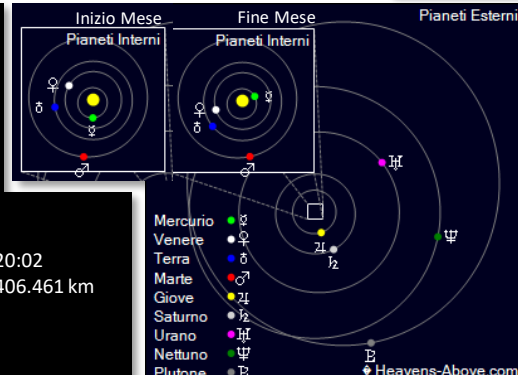 Inizio Mese
Fine Mese
Pianeti Esterni
Pianeti Interni
Pianeti Interni
20:02
406.461 km
Mercurio ☿
Venere ♀
Terra ♁
Marte ♂
Giove ♃
Saturno ♄
Urano ♅
Nettuno ♆
Plutone ♇
Heavens-Above.com